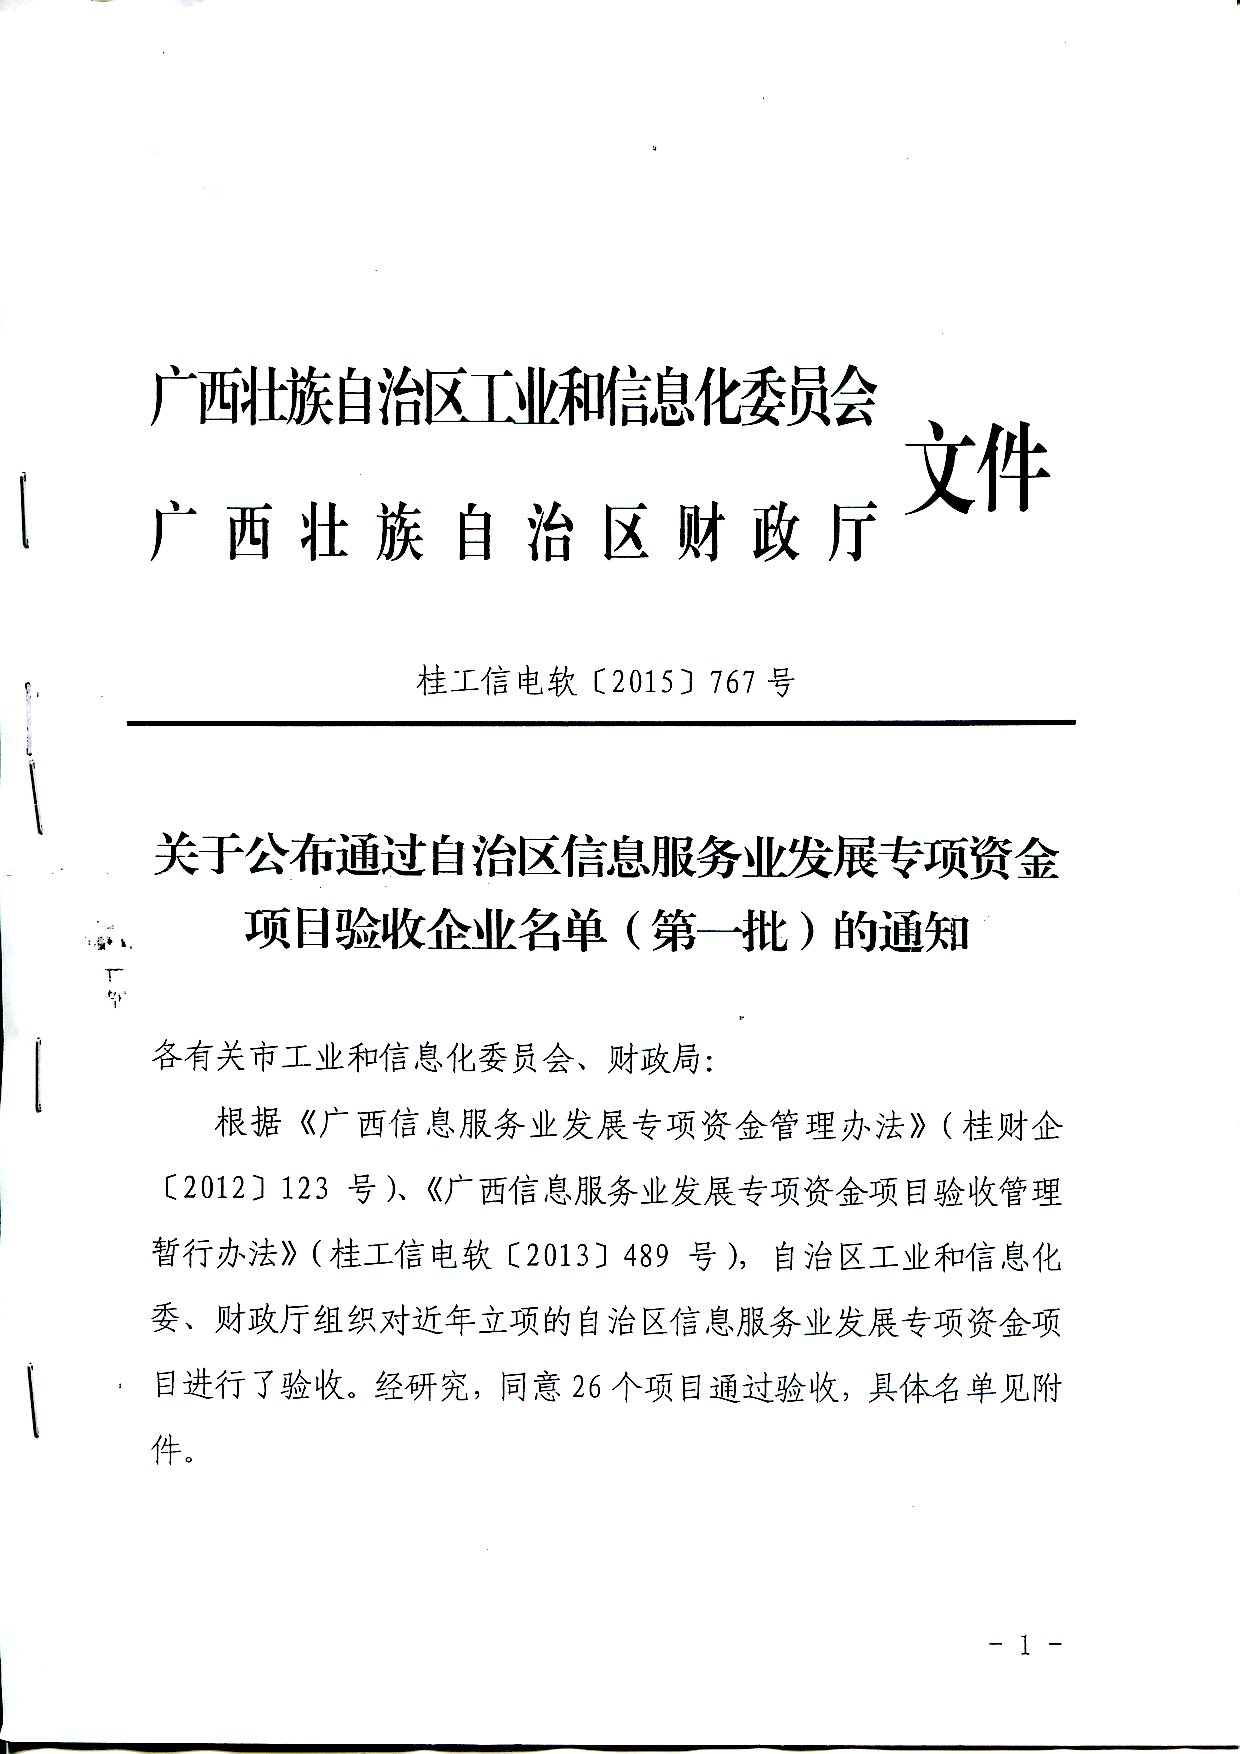 广西壮族自治区工业和信息化委员会
文件
广西壮族自治区财政厅
桂工信电软〔2015〕767号
关于公布通过自治区信息服务业发展专项资金
项目验收企业名单（第一批）的通知
各有关市工业和信息化委员会、财政局：
根据《广西信息服务业发展专项资金管理办法》（桂财企
〔2012〕123 号）、《广西信息服务业发展专项资金项目验收管理
暂行办法》（桂工信电软〔2013〕489 号），自治区工业和信息化
委、财政厅组织对近年立项的自治区信息服务业发展专项资金项
目进行了验收。经研究，同意26个项目通过验收，具体名单见附
件。
- 1 -